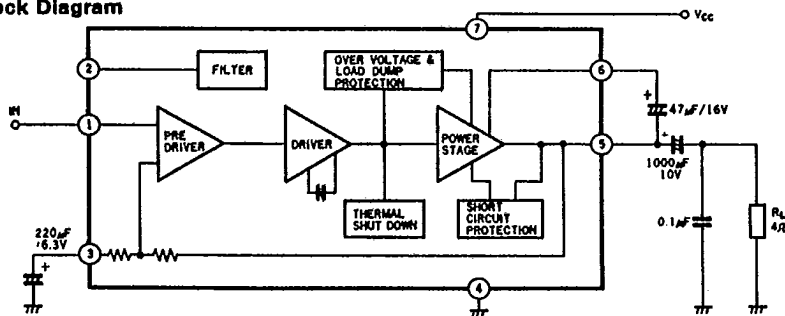 ock Diagram
7
Vcc
2
FILTER
OVER VOLTAGE &
LOAD DUMP
PROTECTION
6
47μF/16V
IN
1
PRE
DRIVER
DRIVER
POWER
STAGE
5
1000μF
10V
THERMAL
SHUT DOWN
SHORT
CIRCUIT
PROTECTION
0.1μF
RL
4Ω
220μF
/6.3V
3
4